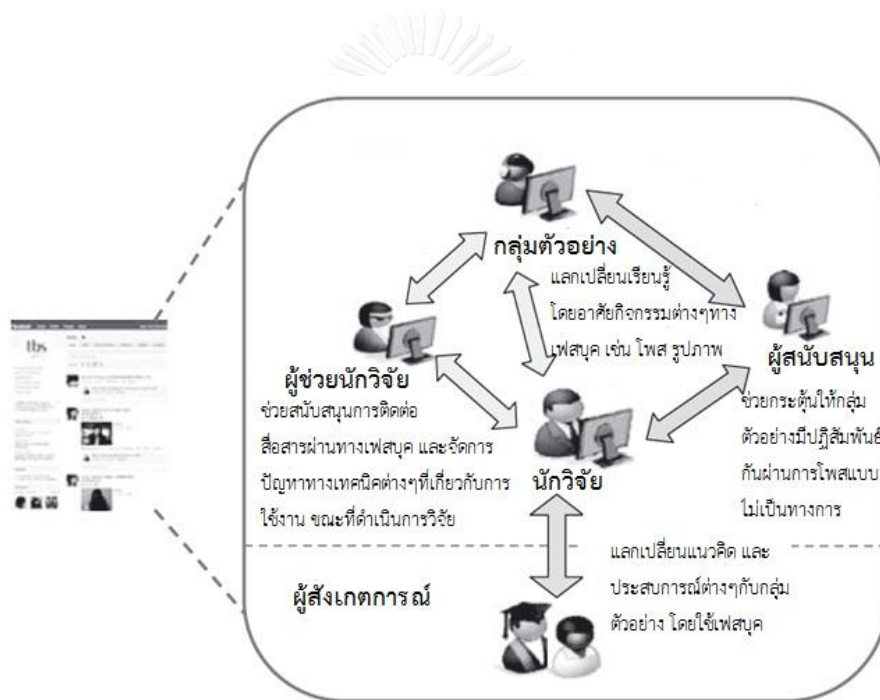 กลุ่มตัวอย่าง
แลกเปลี่ยนเรียนรู้
โดยอาศัยกิจกรรมต่างๆทาง
เฟสบุค เช่น โพส รูปภาพ
ผู้ช่วยนักวิจัย
ช่วยสนับสนุนการติดต่อ
สื่อสารผ่านทางเฟสบุค และจัดการ
ปัญหาทางเทคนิคต่างๆที่เกี่ยวกับการ
ใช้งาน ขณะที่ดำเนินการวิจัย
ผู้สนับสนุน
ช่วยกระตุ้นให้กลุ่ม
ตัวอย่างมีปฏิสัมพันธ์
กันผ่านการโพสแบบ
ไม่เป็นทางการ
นักวิจัย
แลกเปลี่ยนแนวคิด และ
ประสบการณ์ต่างๆกับกลุ่ม
ตัวอย่าง โดยใช้เฟสบุค
ผู้สังเกตการณ์
tbs